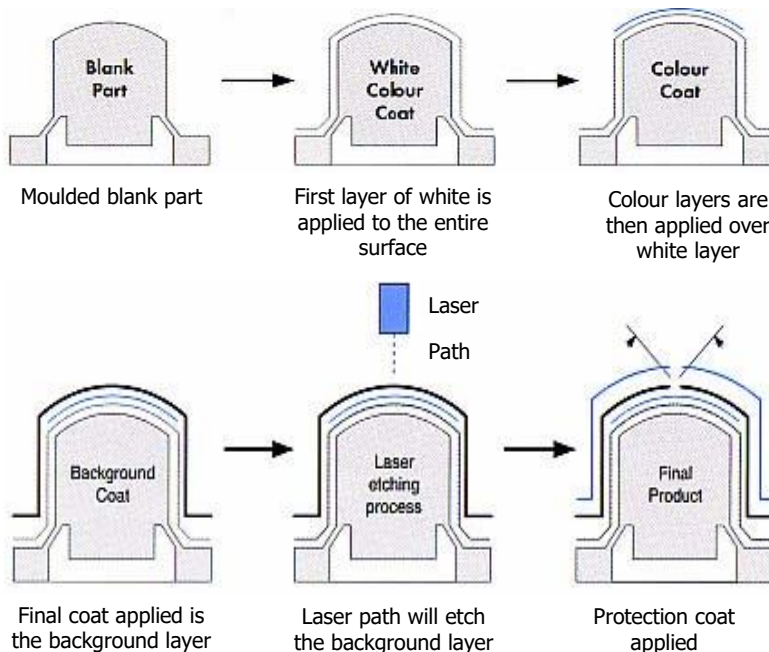 Blank
Part
White
Colour
Coat
Colour
Coat
Moulded blank part
First layer of white is
applied to the entire
surface
Colour layers are
then applied over
white layer
Laser
Path
Background
Coat
Laser
etching
process
Final
Product
Final coat applied is
the background layer
Laser path will etch
the background layer
Protection coat
applied